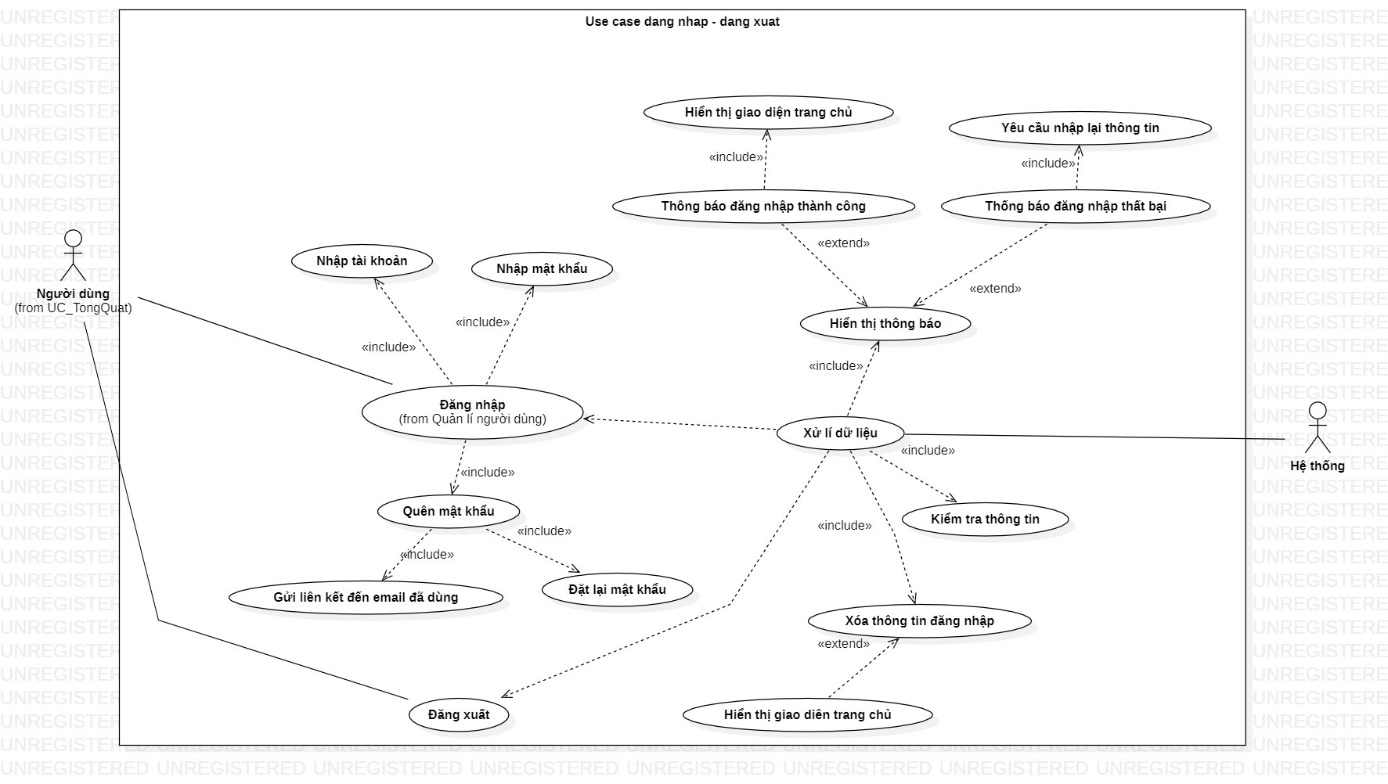 Use case dang nhap - dang xuat
Hiển thị giao diện trang chủ
Yêu cầu nhập lại thông tin
«include»
«include»
Thông báo đăng nhập thành công
Thống báo đăng nhập thất bại
«extend»
«extend»
Nhập tài khoản
Nhập mật khẩu
Người dùng
(from UC_TongQuat)
«include»
«include»
Hiển thị thông báo
«include»
Đăng nhập
(from Quản lí người dùng)
Xử lí dữ liệu
«include»
Hệ thống
«include»
Quên mật khẩu
Kiểm tra thông tin
«include»
«include»
«include»
Gửi liên kết đến email đã dùng
Đặt lại mật khẩu
Xóa thông tin đăng nhập
«extend»
Đăng xuất
Hiển thị giao diên trang chủ
UNREGISTERED UNREGISTERED UNREGISTERED UNREGISTERED UNREGISTERED UNREGISTERED UNREGISTERED UNREGISTERED UNREGISTERE